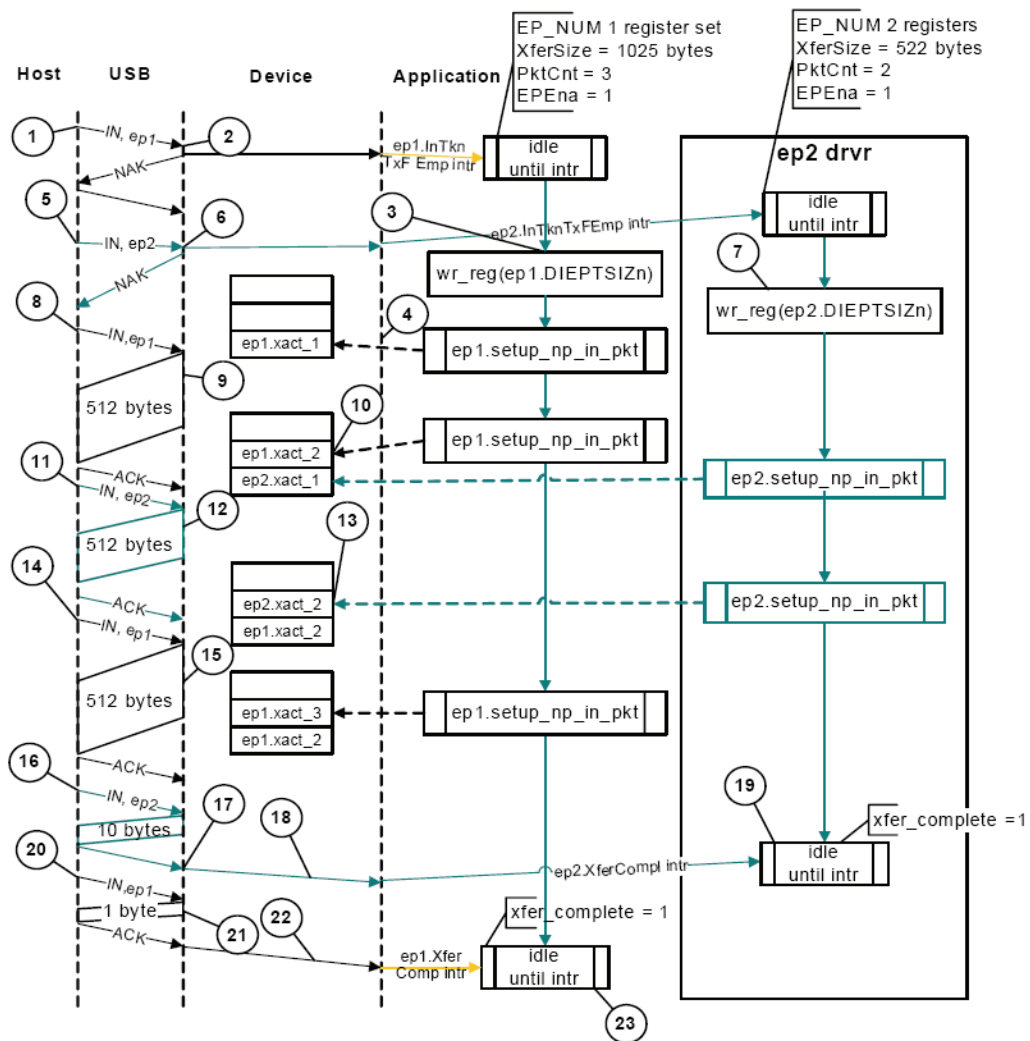 EP_NUM 1 register set
XferSize = 1025 bytes
PktCnt = 3
EPEna = 1
EP_NUM 2 registers
XferSize = 522 bytes
PktCnt = 2
EPEna = 1
Host
USB
Device
Application
1
IN, ep1
2
ep1.InTkn
TxF Emp intr
idle
until intr
ep2 drvr
NAK
5
6
3
idle
until intr
IN, ep2
ep2.InTknTxFEmp intr
7
NAK
wr_reg(ep1.DIEPTSIZn)
wr_reg(ep2.DIEPTSIZn)
8
IN,ep1
4
ep1.xact_1
ep1.setup_np_in_pkt
9
512 bytes
10
ep1.xact_2
ep2.xact_1
ep1.setup_np_in_pkt
11
ACK
IN, ep2
ep2.setup_np_in_pkt
12
13
512 bytes
14
ACK
IN, ep1
ep2.xact_2
ep1.xact_2
ep2.setup_np_in_pkt
15
512 bytes
ep1.xact_3
ep1.xact_2
ep1.setup_np_in_pkt
16
ACK
IN, ep2
17
19
10 bytes
18
xfer_complete =1
20
ep2.XferCompl intr
idle
until intr
IN,ep1
1 byte
21
22
xfer_complete = 1
ACK
ep1.Xfer
Comp intr
idle
until intr
23